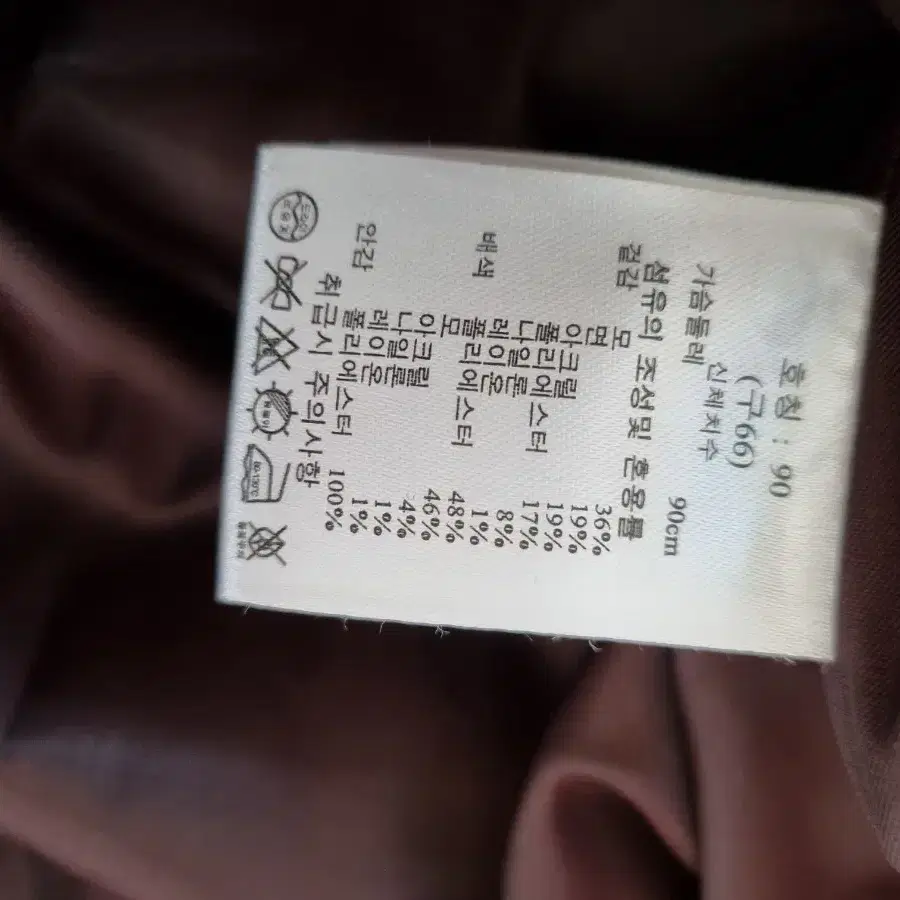 호칭 : 90
(구66)
신체치수
가슴둘레 90cm
섬유의 조성및 혼용률
겉감 모 36%
면 19%
아크릴 19%
폴리에스터 17%
나일론 8%
레이온 1%
배색 폴리에스터 48%
모 46%
아크릴 4%
나일론 1%
레이온 1%
안감 폴리에스터 100%
취급시 주의사항